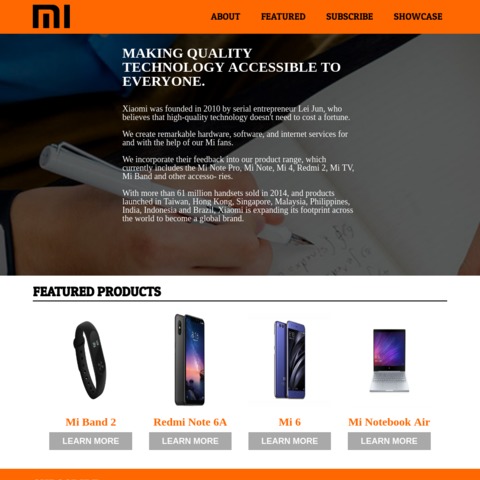 MI
ABOUT FEATURED SUBSCRIBE SHOWCASE
MAKING QUALITY
TECHNOLOGY ACCESSIBLE TO
EVERYONE.
Xiaomi was founded in 2010 by serial entrepreneur Lei Jun, who
believes that high-quality technology doesn't need to cost a fortune.
We create remarkable hardware, software, and internet services for
and with the help of our Mi fans.
We incorporate their feedback into our product range, which
currently includes the Mi Note Pro, Mi Note, Mi 4, Redmi 2, Mi TV,
Mi Band and other accesso- ries.
With more than 61 million handsets sold in 2014, and products
launched in Taiwan, Hong Kong, Singapore, Malaysia, Philippines,
India, Indonesia and Brazil, Xiaomi is expanding its footprint across
the world to become a global brand.
FEATURED PRODUCTS
Mi Band 2 Redmi Note 6A Mi 6 Mi Notebook Air
LEARN MORE LEARN MORE LEARN MORE LEARN MORE